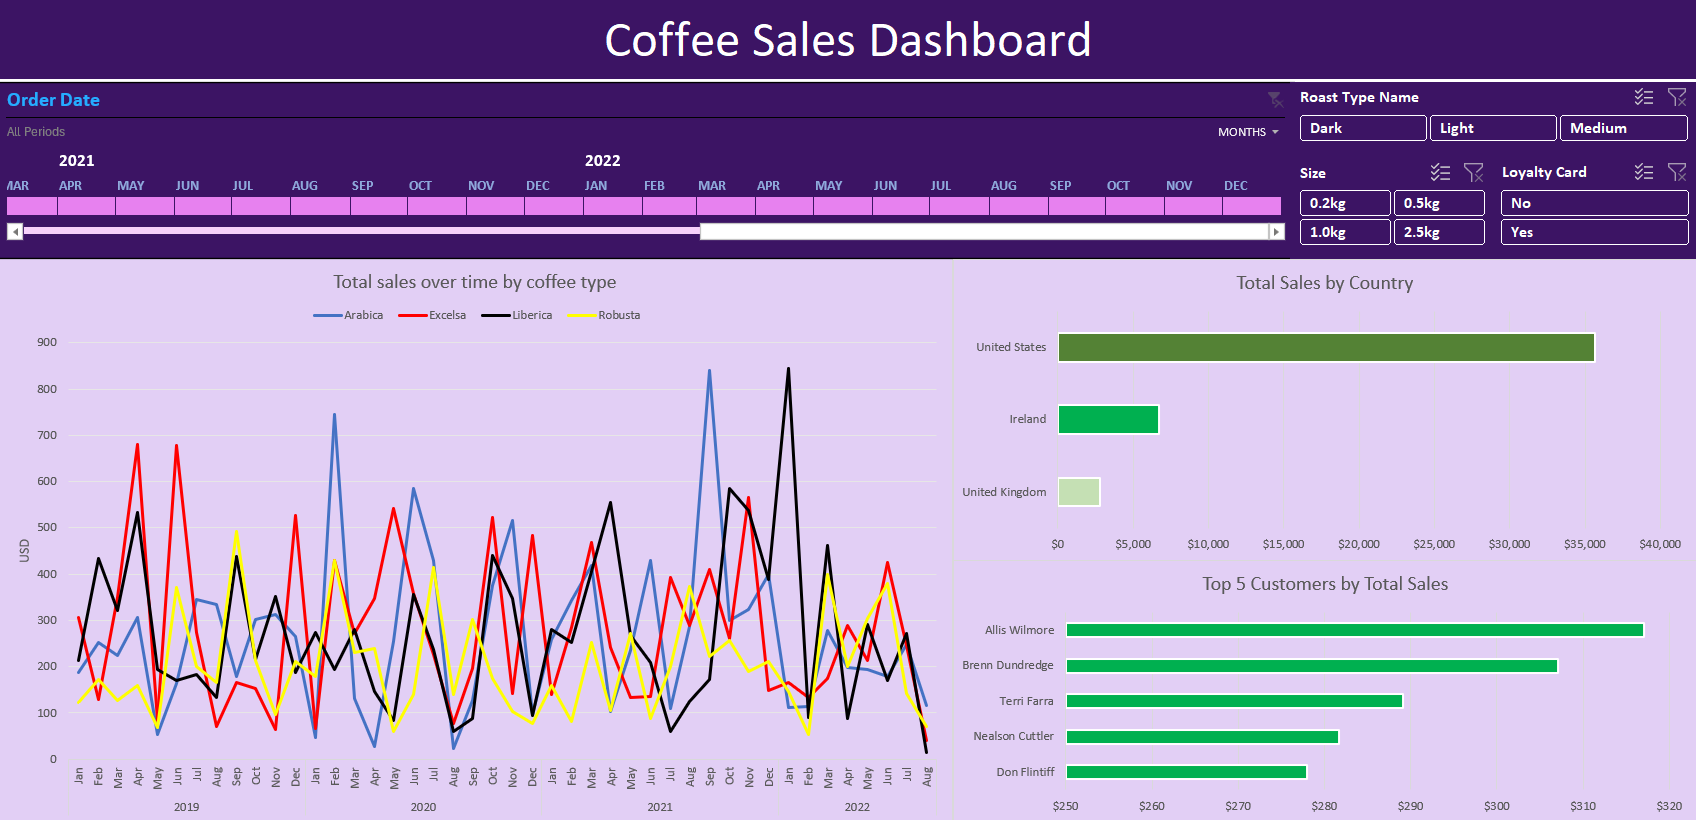 Coffee Sales Dashboard
Order Date
All Periods
MONTHS
2021 2022
MAR APR MAY JUN JUL AUG SEP OCT NOV DEC JAN FEB MAR APR MAY JUN JUL AUG SEP OCT NOV DEC
Roast Type Name
Dark Light Medium
Size
0.2kg 0.5kg
1.0kg 2.5kg
Loyalty Card
No
Yes
Total sales over time by coffee type
Arabica Excelsa Liberica Robusta
USD
900
800
700
600
500
400
300
200
100
0
Jan Feb Mar Apr May Jun Jul Aug Sep Oct Nov Dec Jan Feb Mar Apr May Jun Jul Aug Sep Oct Nov Dec Jan Feb Mar Apr May Jun Jul Aug Sep Oct Nov Dec Jan Feb Mar Apr May Jun Jul Aug
2019 2020 2021 2022
Total Sales by Country
United States
Ireland
United Kingdom
$0 $5,000 $10,000 $15,000 $20,000 $25,000 $30,000 $35,000 $40,000
Top 5 Customers by Total Sales
Allis Wilmore
Brenn Dundredge
Terri Farra
Nealson Cuttler
Don Flintiff
$250 $260 $270 $280 $290 $300 $310 $320